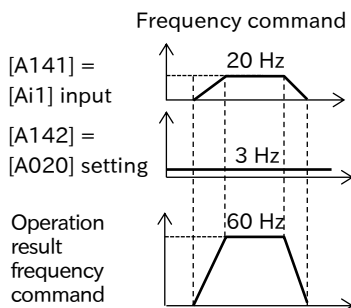 Frequency command
[A141] =
[Ai1] input
20 Hz
[A142] =
[A020] setting
3 Hz
Operation
result
frequency
command
60 Hz